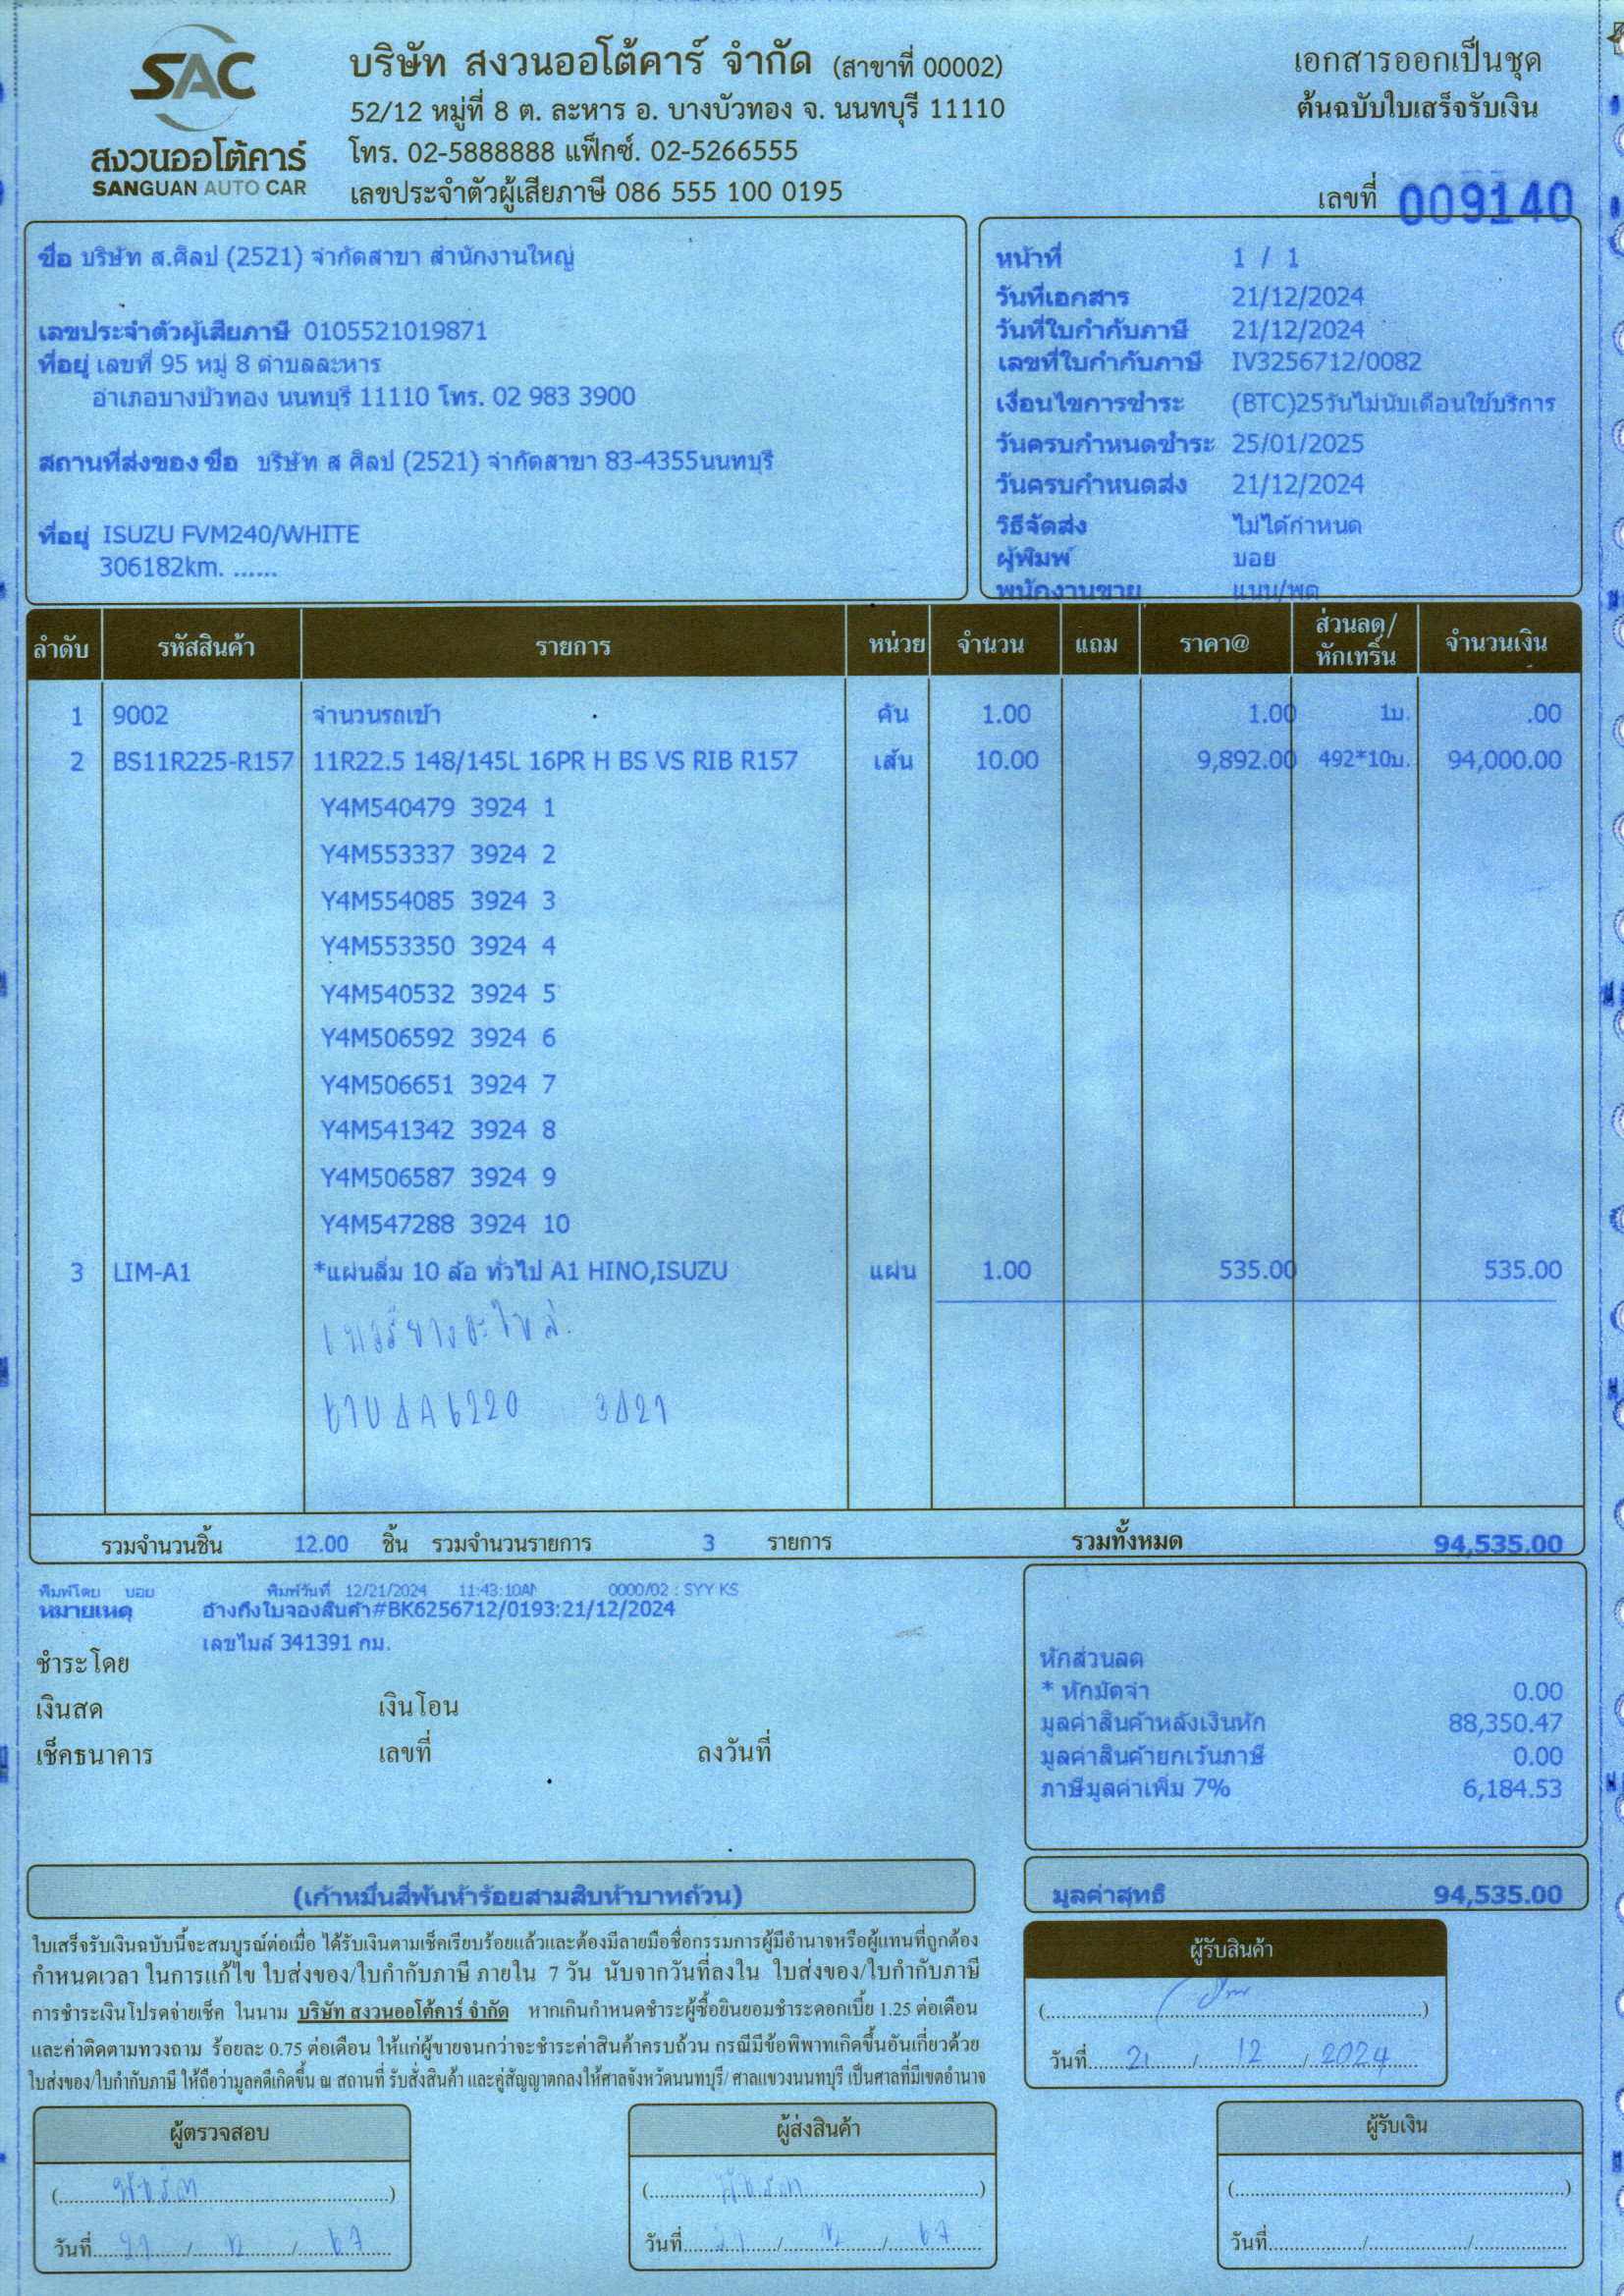 SAC
สงวนออโต้คาร์
SANGUAN AUTO CAR
บริษัท สงวนออโต้คาร์ จำกัด (สาขาที่ 00002)
52/12 หมู่ที่ 8 ต. ละหาร อ. บางบัวทอง จ. นนทบุรี 11110
โทร. 02-5888888 แฟ็กซ์. 02-5266555
เลขประจำตัวผู้เสียภาษี 086 555 100 0195
เอกสารออกเป็นชุด
ต้นฉบับใบเสร็จรับเงิน
เลขที่ 009140
ชื่อ บริษัท ส.ศิลป (2521) จำกัดสาขา สำนักงานใหญ่
เลขประจำตัวผู้เสียภาษี 0105521019871
ที่อยู่ เลขที่ 95 หมู่ 8 ตำบลละหาร
อำเภอบางบัวทอง นนทบุรี 11110 โทร. 02 983 3900
สถานที่ส่งของ ชื่อ บริษัท ส ศิลป (2521) จำกัดสาขา 83-4355นนทบุรี
ที่อยู่ ISUZU FVM240/WHITE
306182km. ......
หน้าที่ 1 / 1
วันที่เอกสาร 21/12/2024
วันที่ใบกำกับภาษี 21/12/2024
เลขที่ใบกำกับภาษี IV3256712/0082
เงื่อนไขการชำระ (BTC)25วันไม่นับเดือนใช้บริการ
วันครบกำหนดชำระ 25/01/2025
วันครบกำหนดส่ง 21/12/2024
วิธีจัดส่ง ไม่ได้กำหนด
ผู้พิมพ์ บอย
พนักงานขาย แนน/พด
ลำดับ รหัสสินค้า รายการ หน่วย จำนวน แถม ราคา@ ส่วนลด/หักเทริ์น จำนวนเงิน
1 9002 จำนวนรถเข้า คัน 1.00 1.00 1บ. .00
2 BS11R225-R157 11R22.5 148/145L 16PR H BS VS RIB R157 เส้น 10.00 9,892.00 492*10บ. 94,000.00
Y4M540479 3924 1
Y4M553337 3924 2
Y4M554085 3924 3
Y4M553350 3924 4
Y4M540532 3924 5
Y4M506592 3924 6
Y4M506651 3924 7
Y4M541342 3924 8
Y4M506587 3924 9
Y4M547288 3924 10
3 LIM-A1 *แผ่นลิ่ม 10 ล้อ ทั่วไป A1 HINO,ISUZU แผ่น 1.00 535.00 535.00
รวมจำนวนชิ้น 12.00 ชิ้น รวมจำนวนรายการ 3 รายการ รวมทั้งหมด 94,535.00
พิมพ์โดย บอย พิมพ์วันที่ 12/21/2024 11:43:10AM 0000/02 : SYY KS
หมายเหตุ อ้างถึงใบจองสินค้า#BK6256712/0193:21/12/2024
เลขไมล์ 341391 กม.
ชำระโดย
เงินสด เงินโอน
เช็คธนาคาร เลขที่ ลงวันที่
หักส่วนลด
* หักมัดจำ 0.00
มูลค่าสินค้าหลังเงินหัก 88,350.47
มูลค่าสินค้ายกเว้นภาษี 0.00
ภาษีมูลค่าเพิ่ม 7% 6,184.53
(เก้าหมื่นสี่พันห้าร้อยสามสิบห้าบาทถ้วน)
มูลค่าสุทธิ 94,535.00
ใบเสร็จรับเงินฉบับนี้จะสมบูรณ์ต่อเมื่อ ได้รับเงินตามเช็คเรียบร้อยแล้วและต้องมีลายมือชื่อกรรมการผู้มีอำนาจหรือผู้แทนที่ถูกต้อง
กำหนดเวลา ในการแก้ไข ใบส่งของ/ใบกำกับภาษี ภายใน 7 วัน นับจากวันที่ลงใน ใบส่งของ/ใบกำกับภาษี
การชำระเงินโปรดจ่ายเช็ค ในนาม บริษัท สงวนออโต้คาร์ จำกัด หากเกินกำหนดชำระผู้ซื้อยินยอมชำระดอกเบี้ย 1.25 ต่อเดือน
และค่าติดตามทวงถาม ร้อยละ 0.75 ต่อเดือน ให้แก่ผู้ขายจนกว่าจะชำระค่าสินค้าครบถ้วน กรณีมีข้อพิพาทเกิดขึ้นอันเกี่ยวด้วย
ใบส่งของ/ใบกำกับภาษี ให้ถือว่ามูลคดีเกิดขึ้น ณ สถานที่ รับสั่งสินค้า และคู่สัญญาตกลงให้ศาลจังหวัดนนทบุรี/ ศาลแขวงนนทบุรี เป็นศาลที่มีเขตอำนาจ
ผู้รับสินค้า
วันที่ 21 / 12 / 2024
ผู้ตรวจสอบ
วันที่ 21 / 12 / 67
ผู้ส่งสินค้า
วันที่ 21 / 12 / 67
ผู้รับเงิน
วันที่ / /